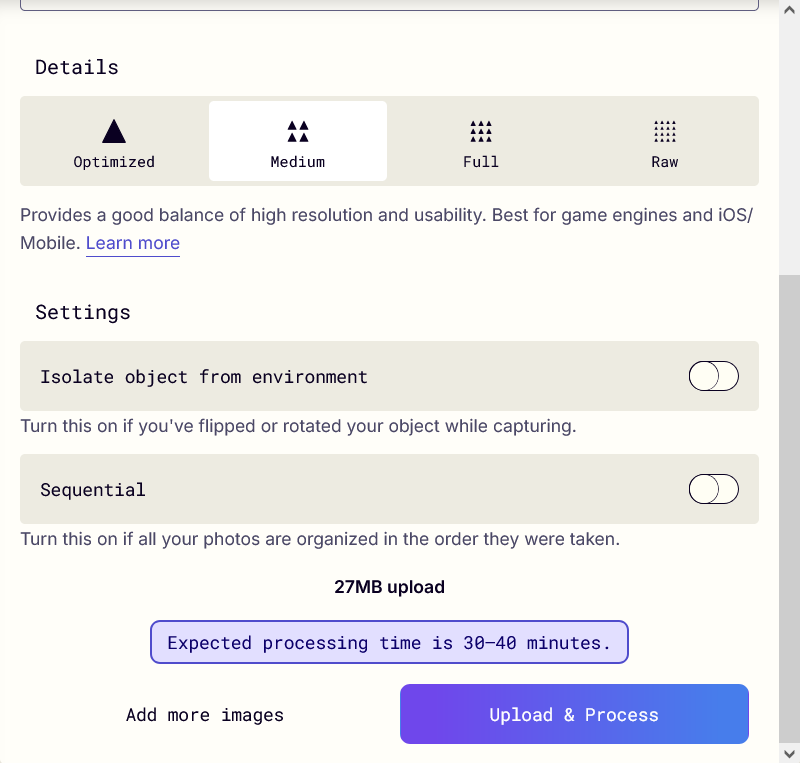 Details
Optimized
Medium
Full
Raw
Provides a good balance of high resolution and usability. Best for game engines and iOS/
Mobile. Learn more
Settings
Isolate object from environment
Turn this on if you've flipped or rotated your object while capturing.
Sequential
Turn this on if all your photos are organized in the order they were taken.
27MB upload
Expected processing time is 30–40 minutes.
Add more images
Upload & Process